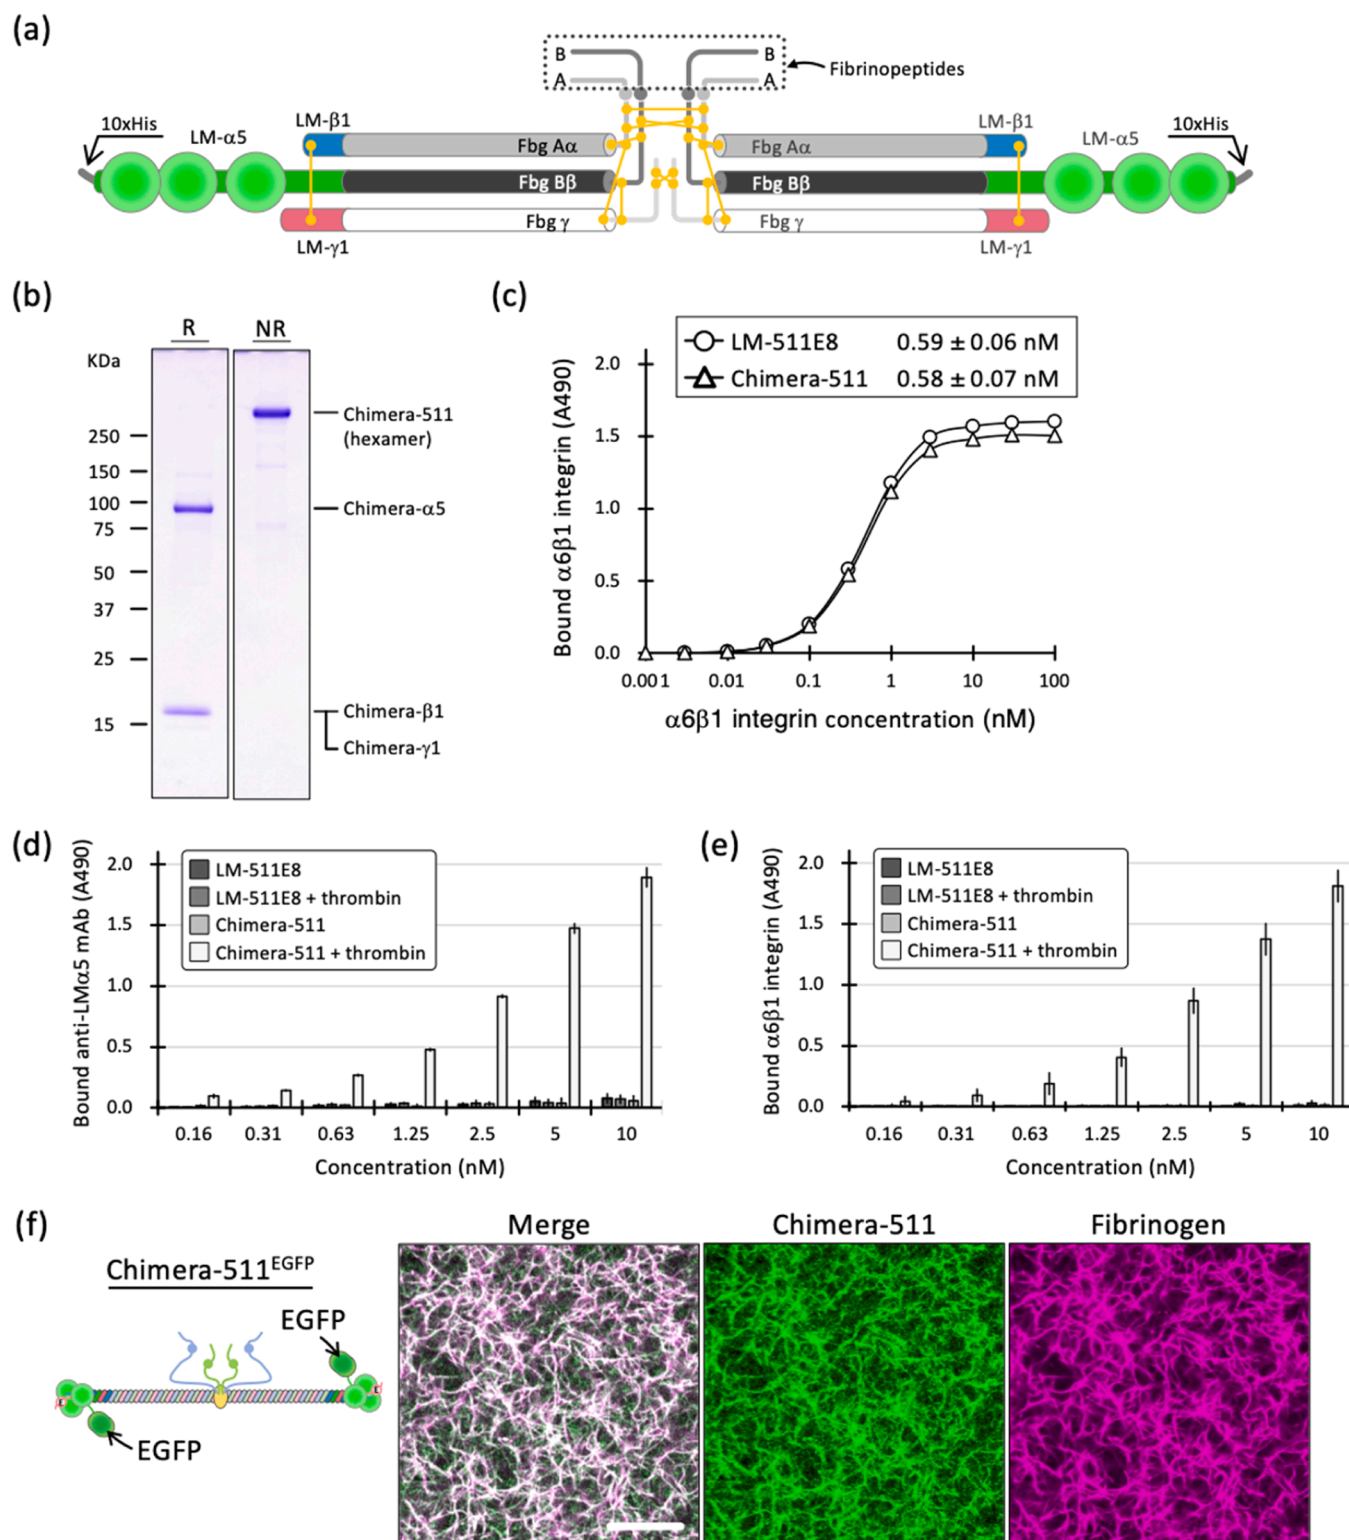 (a)
B
A
B
A
Fibrinopeptides
10xHis
LM-α5
LM-β1
LM-β1
LM-α5
10xHis
Fbg Aα
Fbg Aα
Fbg Bβ
Fbg Bβ
Fbg γ
Fbg γ
LM-γ1
LM-γ1
(b)
R
NR
KDa
250
150
100
75
50
37
25
15
Chimera-511
(hexamer)
Chimera-α5
Chimera-β1
Chimera-γ1
(c)
LM-511E8 0.59 ± 0.06 nM
Chimera-511 0.58 ± 0.07 nM
Bound α6β1 integrin (A490)
2.0
1.5
1.0
0.5
0.0
0.001 0.01 0.1 1 10 100
α6β1 integrin concentration (nM)
(d)
Bound anti-LMα5 mAb (A490)
2.0
1.5
1.0
0.5
0.0
LM-511E8
LM-511E8 + thrombin
Chimera-511
Chimera-511 + thrombin
0.16 0.31 0.63 1.25 2.5 5 10
Concentration (nM)
(e)
Bound α6β1 integrin (A490)
2.0
1.5
1.0
0.5
0.0
LM-511E8
LM-511E8 + thrombin
Chimera-511
Chimera-511 + thrombin
0.16 0.31 0.63 1.25 2.5 5 10
Concentration (nM)
(f)
Chimera-511EGFP
EGFP
EGFP
Merge
Chimera-511
Fibrinogen